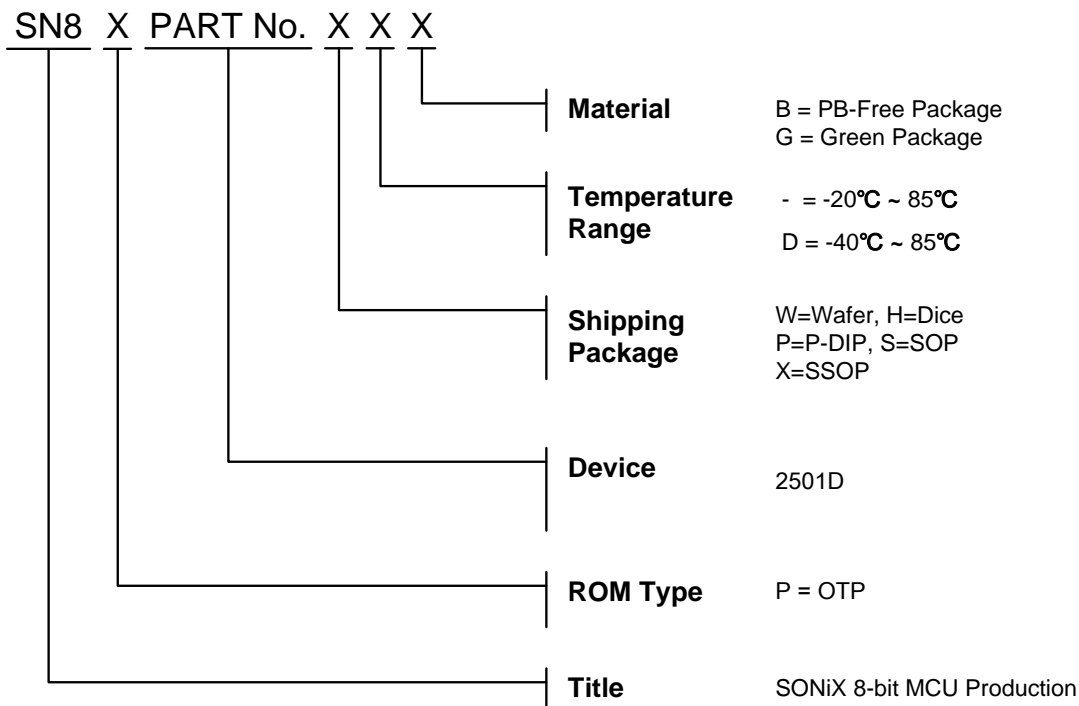 SN8 X PART No. X X X
Material
B = PB-Free Package
G = Green Package
Temperature
Range
- = -20℃ ~ 85℃
D = -40℃ ~ 85℃
Shipping
Package
W=Wafer, H=Dice
P=P-DIP, S=SOP
X=SSOP
Device
2501D
ROM Type
P = OTP
Title
SONiX 8-bit MCU Production